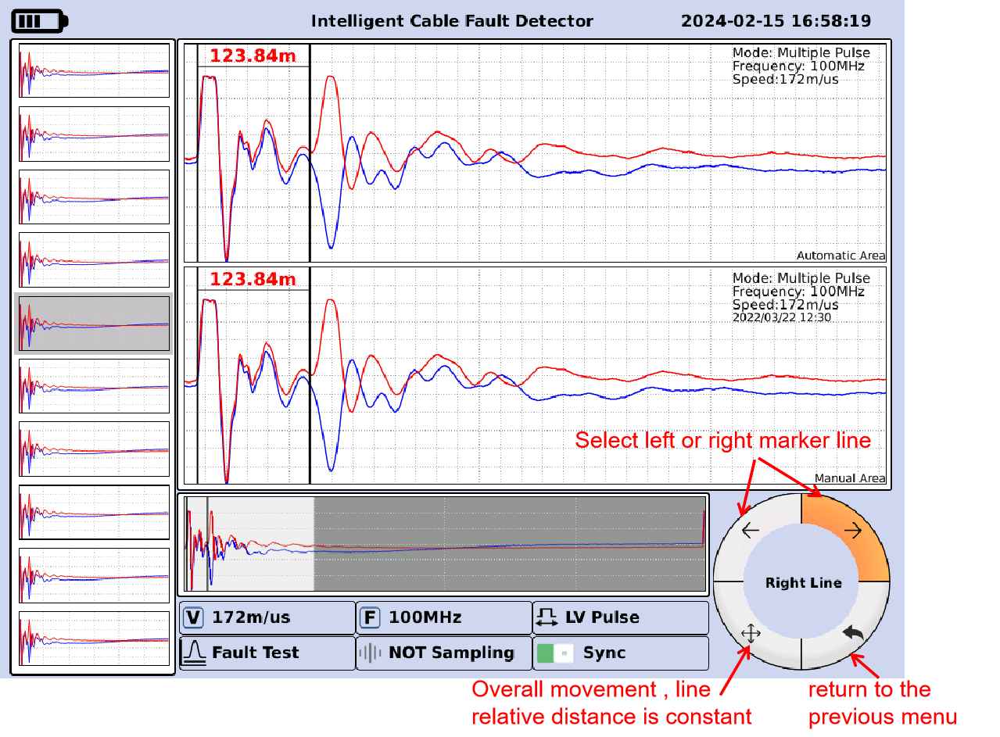 Intelligent Cable Fault Detector
2024-02-15 16:58:19
123.84m
Mode: Multiple Pulse
Frequency: 100MHz
Speed:172m/us
Automatic Area
123.84m
Mode: Multiple Pulse
Frequency: 100MHz
Speed:172m/us
2022/03/22 12:30
Select left or right marker line
Manual Area
Right Line
V 172m/us
F 100MHz
LV Pulse
Fault Test
NOT Sampling
Sync
Overall movement , line
relative distance is constant
return to the
previous menu